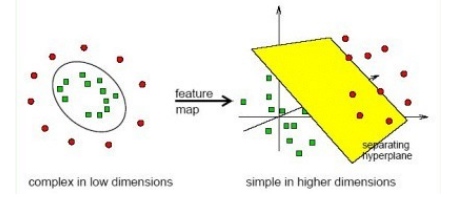 feature
map
separating
hyperplane
complex in low dimensions
simple in higher dimensions